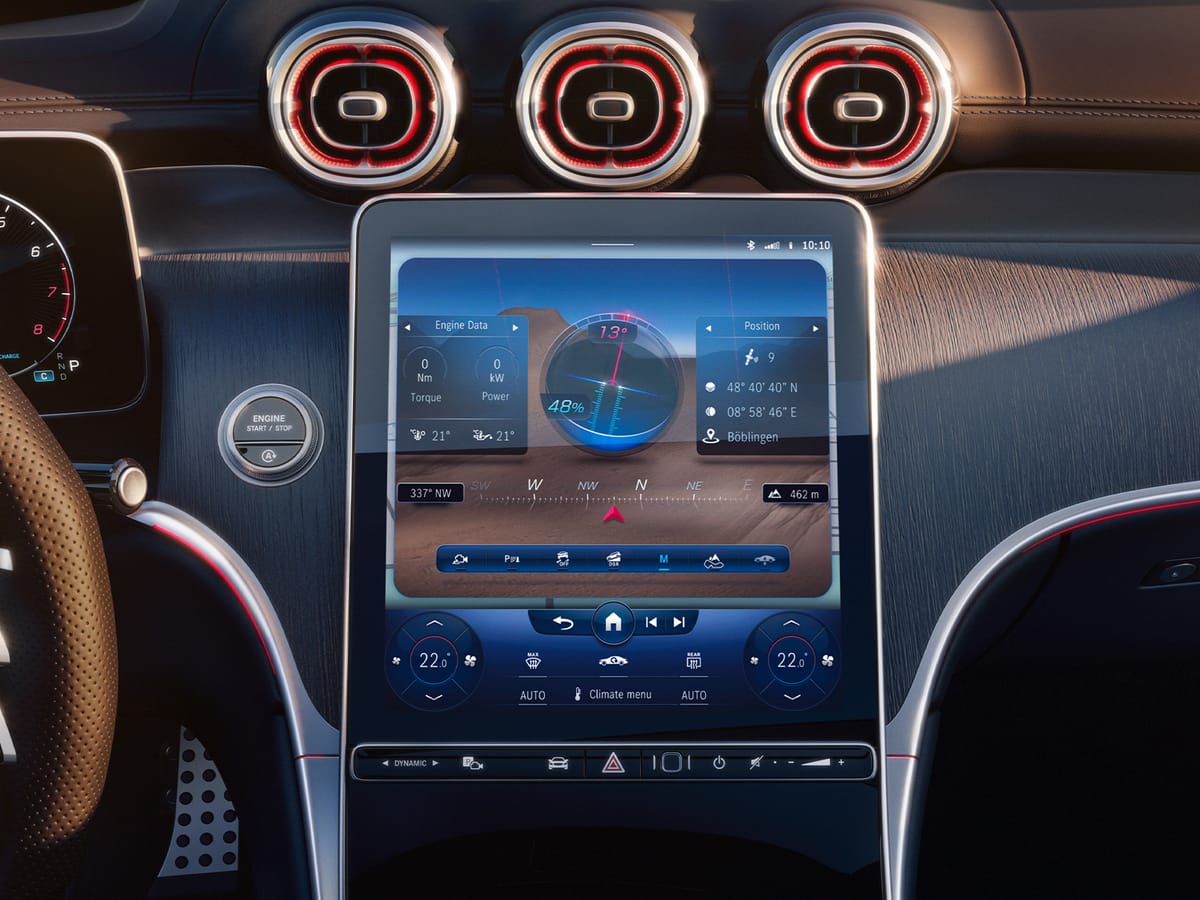 10:10
5
6
7
8
CHARGE
R
N P
C D
ENGINE
START / STOP
A
Engine Data
0
Nm
Torque
0
kW
Power
21° 21°
13°
48%
Position
9
48° 40' 40" N
08° 58' 46" E
Böblingen
337° NW
SW W NW N NE E
462 m
P OFF DSR M
22.0°
MAX
REAR
22.0°
AUTO Climate menu AUTO
DYNAMIC
P
- +